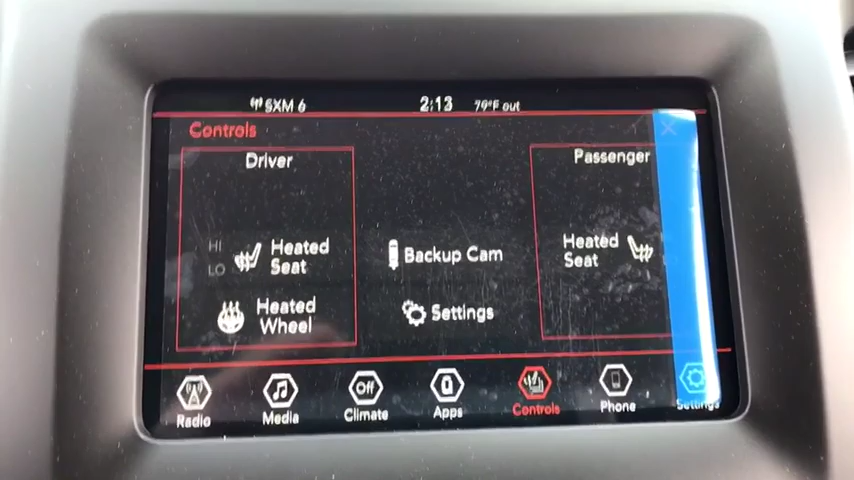 SXM 6 2:13 79°F out
Controls
Driver
Passenger
HI
LO
Heated
Seat
Backup Cam
Heated
Seat
Heated
Wheel
Settings
Radio
Media
Off
Climate
Apps
Controls
Phone
Settings